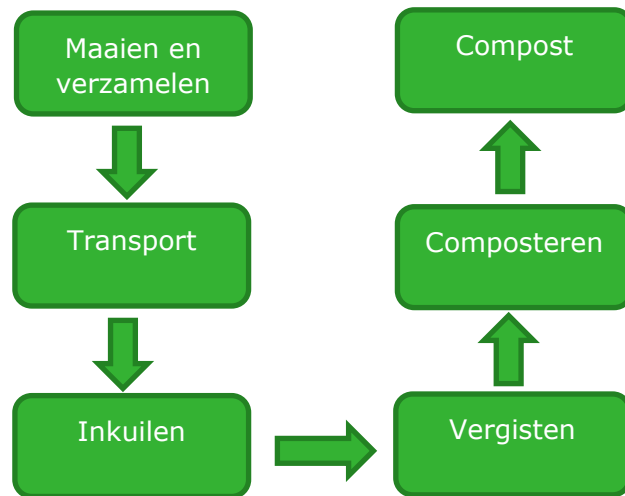 Maaien en
verzamelen
Transport
Inkuilen
Vergisten
Composteren
Compost